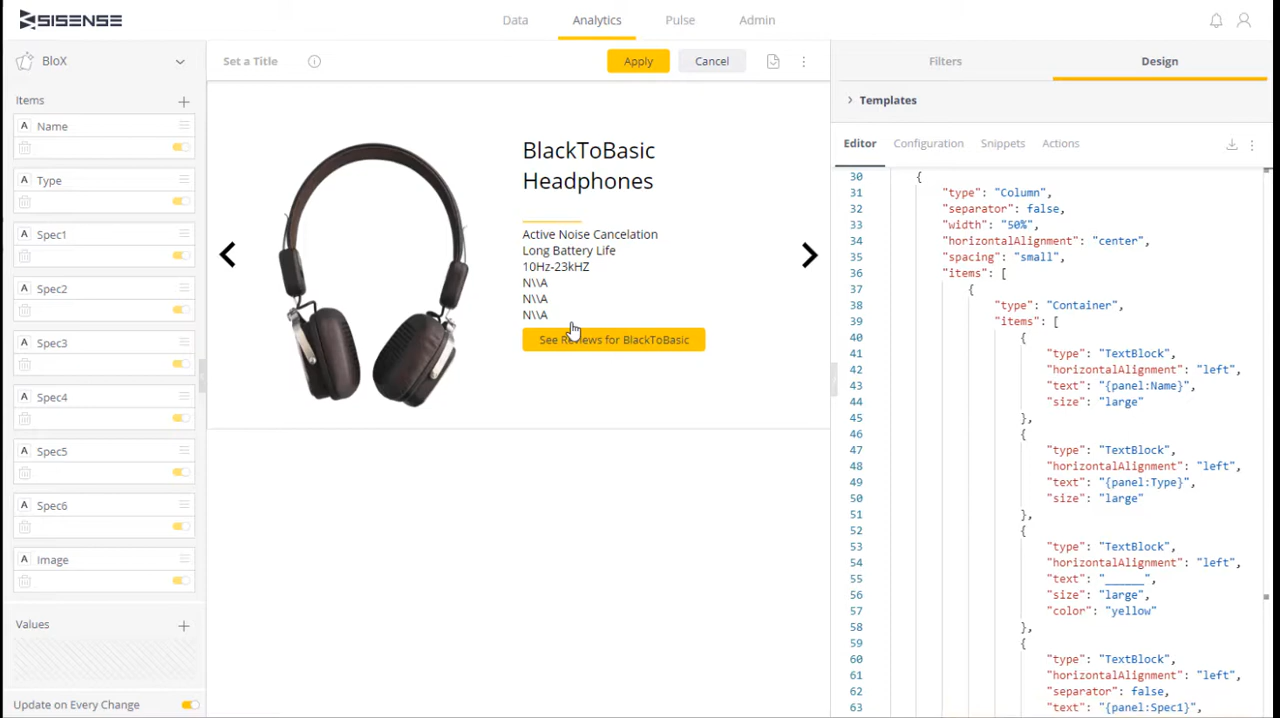 SISENSE
Data
Analytics
Pulse
Admin
BloX
Set a Title
Apply
Cancel
Filters
Design
Items
Templates
Editor
Configuration
Snippets
Actions
A Name
A Type
A Spec1
A Spec2
A Spec3
A Spec4
A Spec5
A Spec6
A Image
Values
Update on Every Change
BlackToBasic
Headphones
Active Noise Cancelation
Long Battery Life
10Hz-23kHZ
N\\A
N\\A
N\\A
See Reviews for BlackToBasic
30 {
31 "type": "Column",
32 "separator": false,
33 "width": "50%",
34 "horizontalAlignment": "center",
35 "spacing": "small",
36 "items": [
37 {
38 "type": "Container",
39 "items": [
40 {
41 "type": "TextBlock",
42 "horizontalAlignment": "left",
43 "text": "{panel:Name}",
44 "size": "large"
45 },
46 {
47 "type": "TextBlock",
48 "horizontalAlignment": "left",
49 "text": "{panel:Type}",
50 "size": "large"
51 },
52 {
53 "type": "TextBlock",
54 "horizontalAlignment": "left",
55 "text": "______",
56 "size": "large",
57 "color": "yellow"
58 },
59 {
60 "type": "TextBlock",
61 "horizontalAlignment": "left",
62 "separator": false,
63 "text": "{panel:Spec1}",